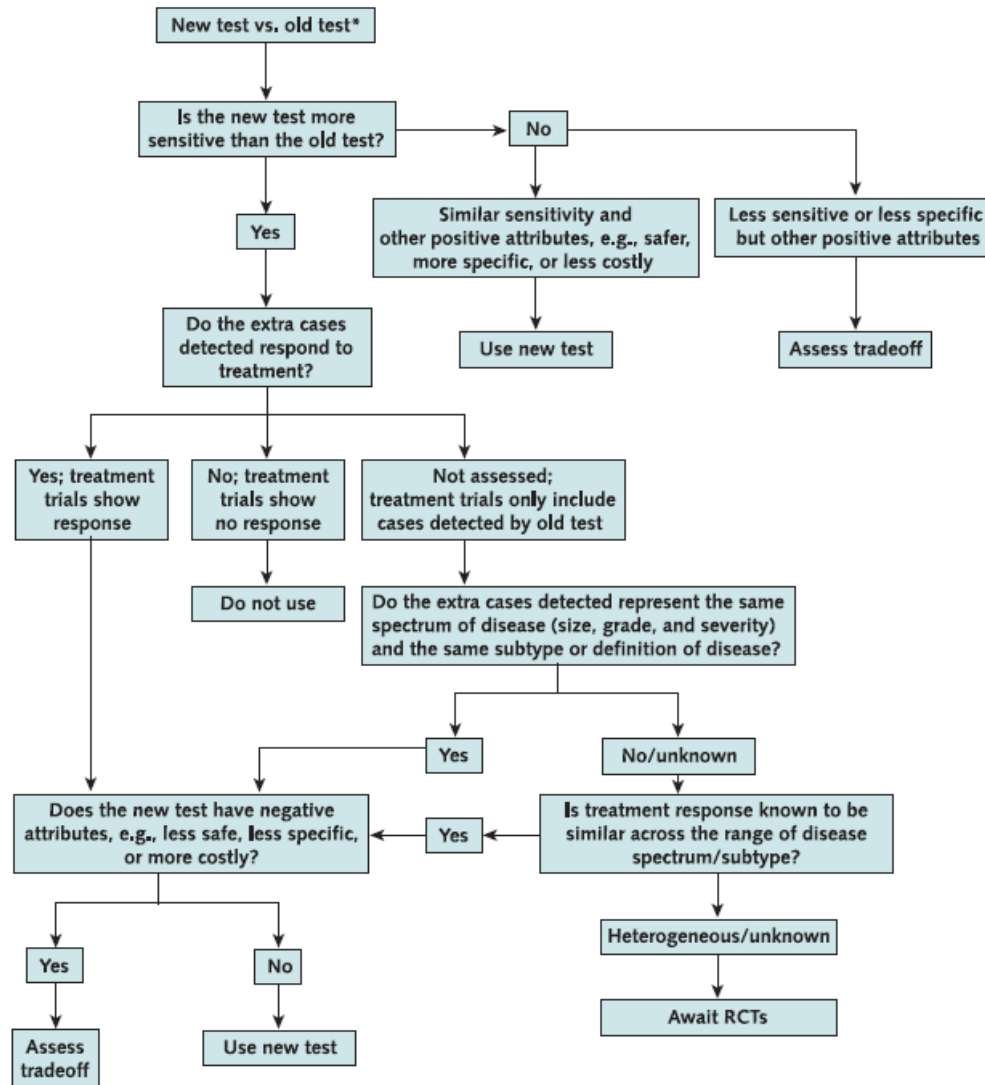 New test vs. old test*
Is the new test more
sensitive than the old test?
No
Yes
Similar sensitivity and
other positive attributes, e.g., safer,
more specific, or less costly
Less sensitive or less specific
but other positive attributes
Do the extra cases
detected respond to
treatment?
Use new test
Assess tradeoff
Yes; treatment
trials show
response
No; treatment
trials show
no response
Not assessed;
treatment trials only include
cases detected by old test
Do not use
Do the extra cases detected represent the same
spectrum of disease (size, grade, and severity)
and the same subtype or definition of disease?
Yes
No/unknown
Does the new test have negative
attributes, e.g., less safe, less specific,
or more costly?
Yes
Is treatment response known to be
similar across the range of disease
spectrum/subtype?
Yes
No
Heterogeneous/unknown
Assess
tradeoff
Use new test
Await RCTs